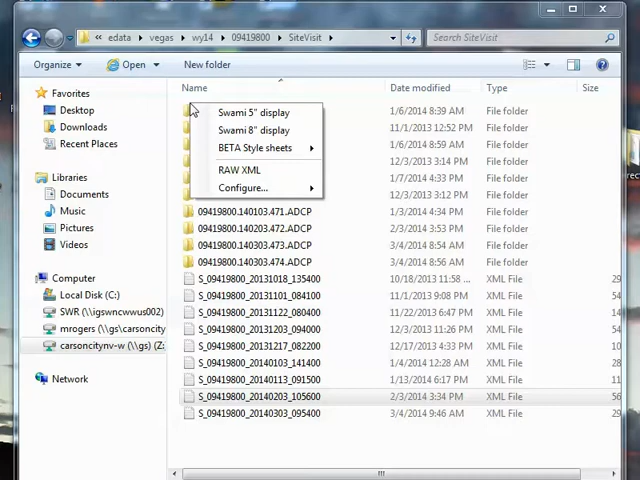 « edata ▸ vegas ▸ wy14 ▸ 09419800 ▸ SiteVisit ▸
Search SiteVisit
Organize Open New folder
Name Date modified Type Size
Favorites
Desktop
Downloads
Recent Places
Libraries
Documents
Music
Pictures
Videos
Computer
Local Disk (C:)
SWR (\\igswncwwus002)
mrogers (\\gs\carsoncity
carsoncitynv-w (\\gs) (Z:
Network
Swami 5" display
Swami 8" display
BETA Style sheets
RAW XML
Configure...
1/6/2014 8:39 AM File folder
11/1/2013 12:52 PM File folder
1/6/2014 8:59 AM File folder
12/3/2013 3:14 PM File folder
1/7/2014 4:33 PM File folder
12/3/2013 3:12 PM File folder
09419800.140103.471.ADCP 1/3/2014 4:34 PM File folder
09419800.140203.472.ADCP 2/3/2014 3:53 PM File folder
09419800.140303.473.ADCP 3/4/2014 8:54 AM File folder
09419800.140303.474.ADCP 3/4/2014 8:56 AM File folder
S_09419800_20131018_135400 10/18/2013 11:58 ... XML File 29
S_09419800_20131101_084100 11/1/2013 9:08 PM XML File
S_09419800_20131122_080400 11/22/2013 6:47 PM XML File
S_09419800_20131203_094000 12/3/2013 11:26 PM XML File
S_09419800_20131217_082200 12/17/2013 4:33 PM XML File
S_09419800_20140103_141400 1/4/2014 12:28 AM XML File
S_09419800_20140113_091500 1/13/2014 6:17 PM XML File
S_09419800_20140203_105600 2/3/2014 3:34 PM XML File 56
S_09419800_20140303_095400 3/4/2014 9:46 AM XML File